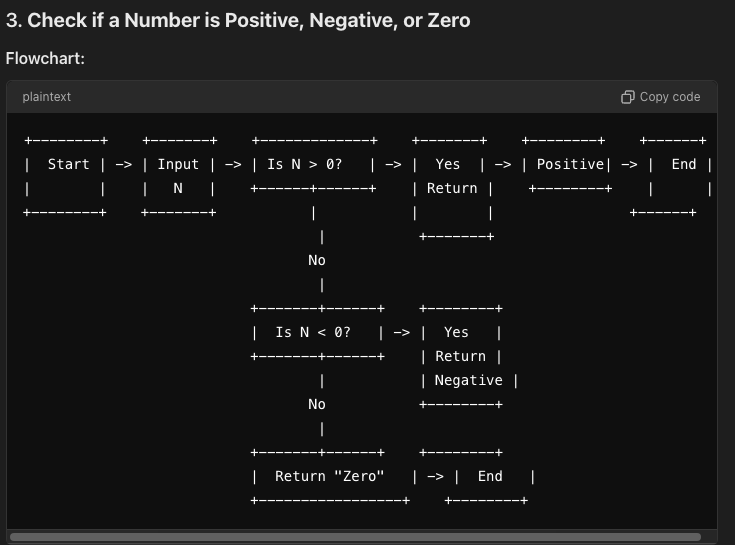 3. Check if a Number is Positive, Negative, or Zero
Flowchart:
plaintext
Copy code
+--------+    +-------+    +-------------+    +-------+    +--------+    +------+
|  Start | -> | Input | -> | Is N > 0?   | -> |  Yes  | -> | Positive| -> |  End |
|        |    |   N   |    +------+------+    | Return |    +--------+    |      |
+--------+    +-------+           |           |        |                 +------+
                                   |           +-------+
                                  No
                                   |
                           +-------+------+    +--------+
                           |  Is N < 0?   | -> |  Yes   |
                           +-------+------+    | Return |
                                   |           | Negative |
                                  No           +--------+
                                   |
                           +-------+------+    +--------+
                           |  Return "Zero"   | -> |  End   |
                           +-----------------+    +--------+